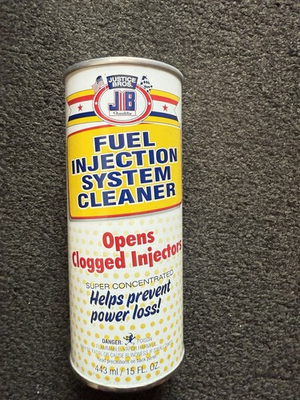 JUSTICE
BROS.
JB
FUEL
INJECTION
SYSTEM
CLEANER
Opens
Clogged Injectors
SUPER CONCENTRATED
Helps prevent
power loss!
DANGER: POISON
443 ml / 15 FL. OZ.